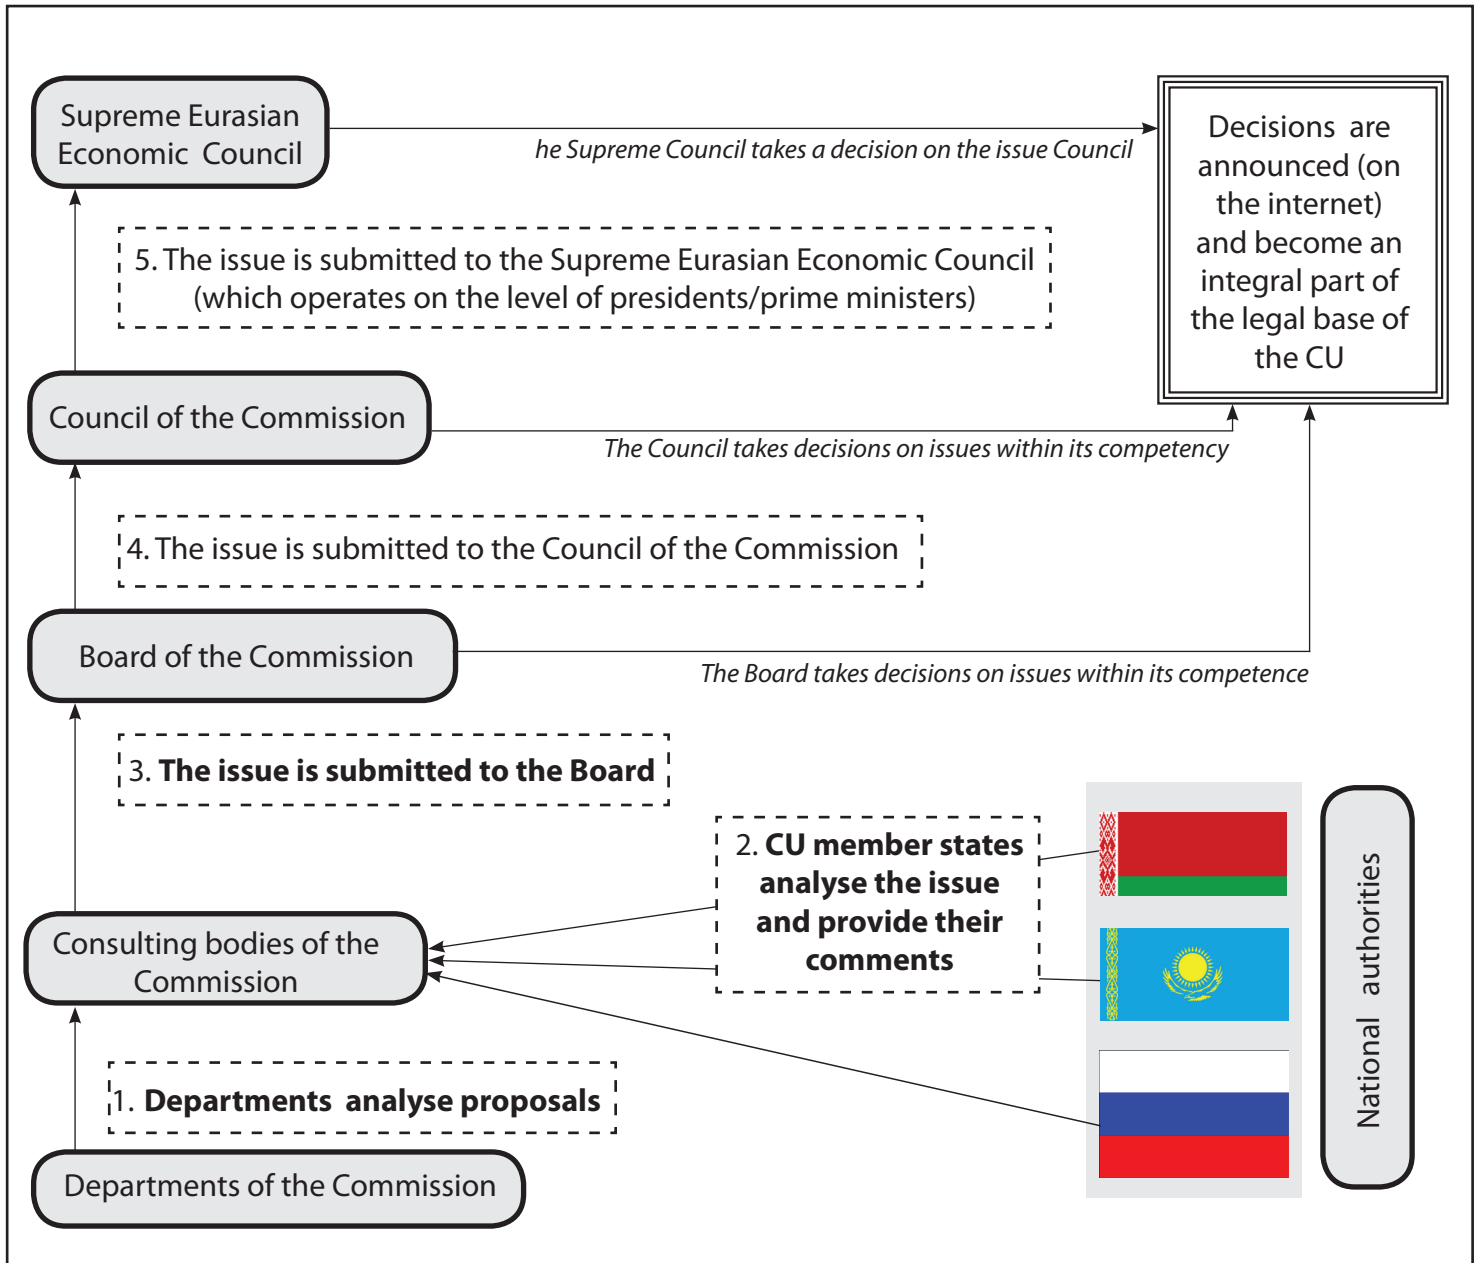 Supreme Eurasian
Economic Council
he Supreme Council takes a decision on the issue Council
Decisions are
announced (on
the internet)
and become an
integral part of
the legal base of
the CU
5. The issue is submitted to the Supreme Eurasian Economic Council
(which operates on the level of presidents/prime ministers)
Council of the Commission
The Council takes decisions on issues within its competency
4. The issue is submitted to the Council of the Commission
Board of the Commission
The Board takes decisions on issues within its competence
3. The issue is submitted to the Board
2. CU member states
analyse the issue
and provide their
comments
National authorities
Consulting bodies of the
Commission
1. Departments analyse proposals
Departments of the Commission